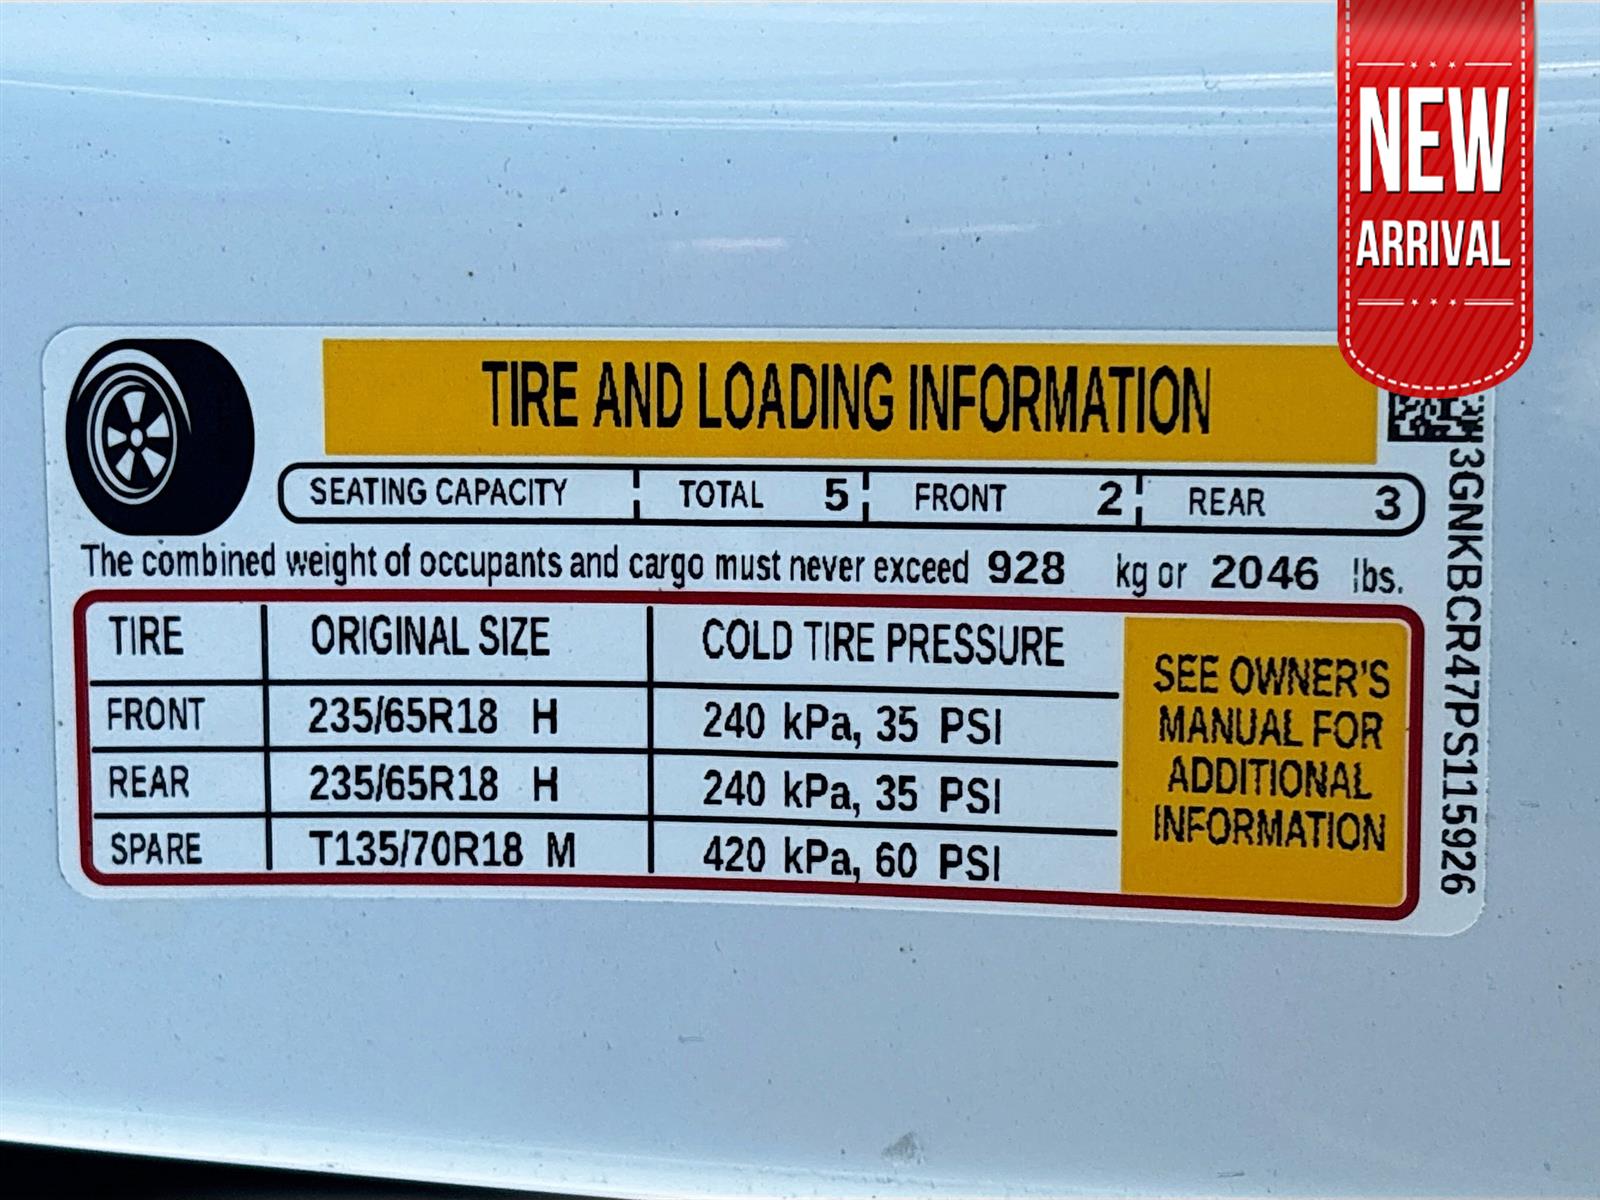 NEW
ARRIVAL
TIRE AND LOADING INFORMATION
SEATING CAPACITY TOTAL 5 FRONT 2 REAR 3
The combined weight of occupants and cargo must never exceed 928 kg or 2046 lbs.
TIRE ORIGINAL SIZE COLD TIRE PRESSURE
FRONT 235/65R18 H 240 kPa, 35 PSI
REAR 235/65R18 H 240 kPa, 35 PSI
SPARE T135/70R18 M 420 kPa, 60 PSI
SEE OWNER'S
MANUAL FOR
ADDITIONAL
INFORMATION
3GNKBCR47PS115926